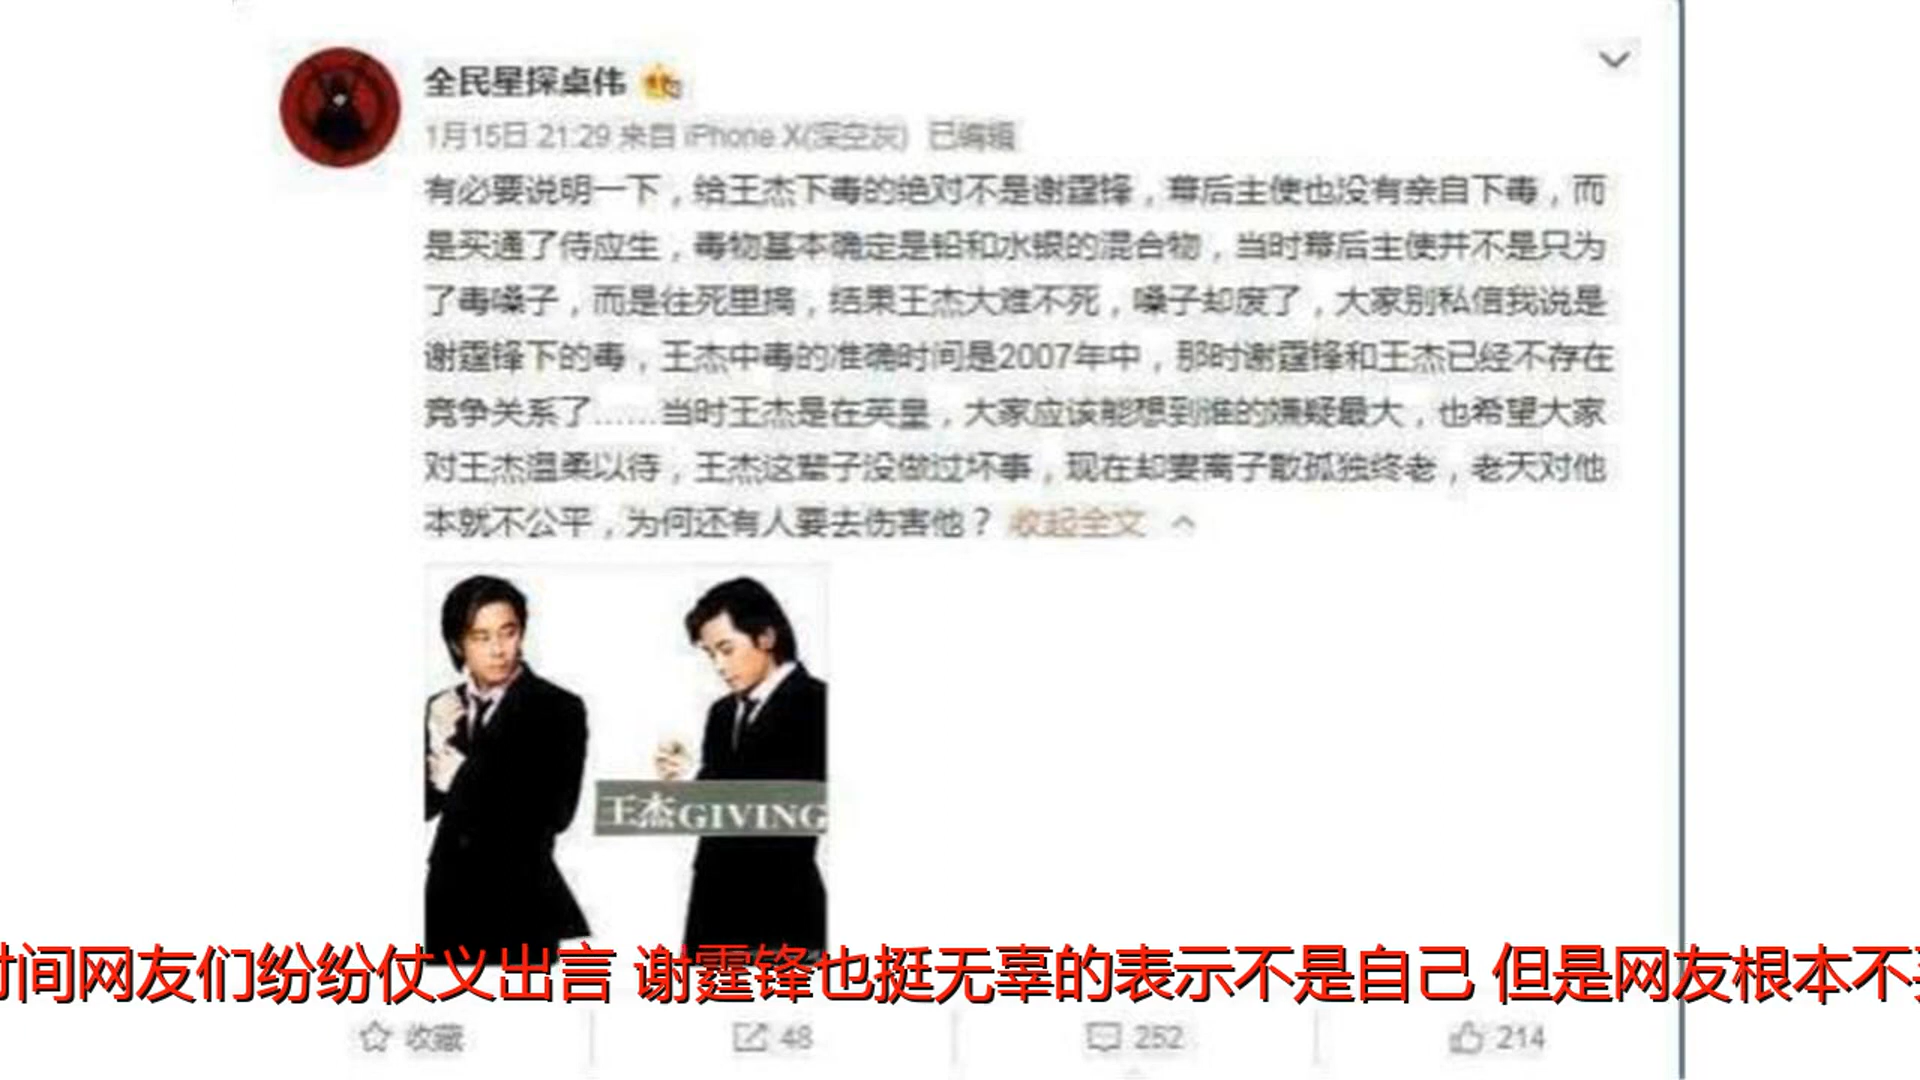 全民星探卓伟
1月15日 21:29 来自 iPhone X(深空灰) 已编辑
有必要说明一下，给王杰下毒的绝对不是谢霆锋，幕后主使也没有亲自下毒，而
是买通了侍应生，毒物基本确定是铅和水银的混合物，当时幕后主使并不是只为
了毒嗓子，而是往死里搞，结果王杰大难不死，嗓子却废了，大家别私信我说是
谢霆锋下的毒，王杰中毒的准确时间是2007年中，那时谢霆锋和王杰已经不存在
竞争关系了……当时王杰是在英皇，大家应该能想到谁的嫌疑最大，也希望大家
对王杰温柔以待，王杰这辈子没做过坏事，现在却妻离子散孤独终老，老天对他
本就不公平，为何还有人要去伤害他？ 收起全文
王杰GIVING
时间网友们纷纷仗义出言 谢霆锋也挺无辜的表示不是自己 但是网友根本不
收藏 48 252 214